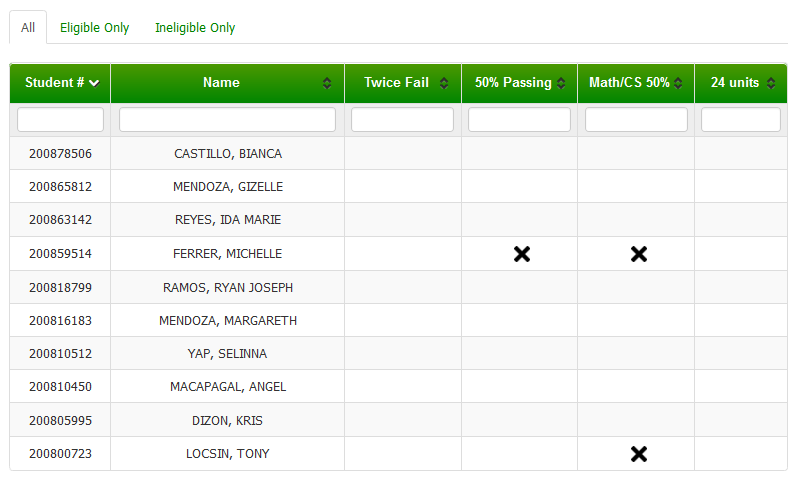 All Eligible Only Ineligible Only
Student # Name Twice Fail 50% Passing Math/CS 50% 24 units
200878506 CASTILLO, BIANCA
200865812 MENDOZA, GIZELLE
200863142 REYES, IDA MARIE
200859514 FERRER, MICHELLE
200818799 RAMOS, RYAN JOSEPH
200816183 MENDOZA, MARGARETH
200810512 YAP, SELINNA
200810450 MACAPAGAL, ANGEL
200805995 DIZON, KRIS
200800723 LOCSIN, TONY